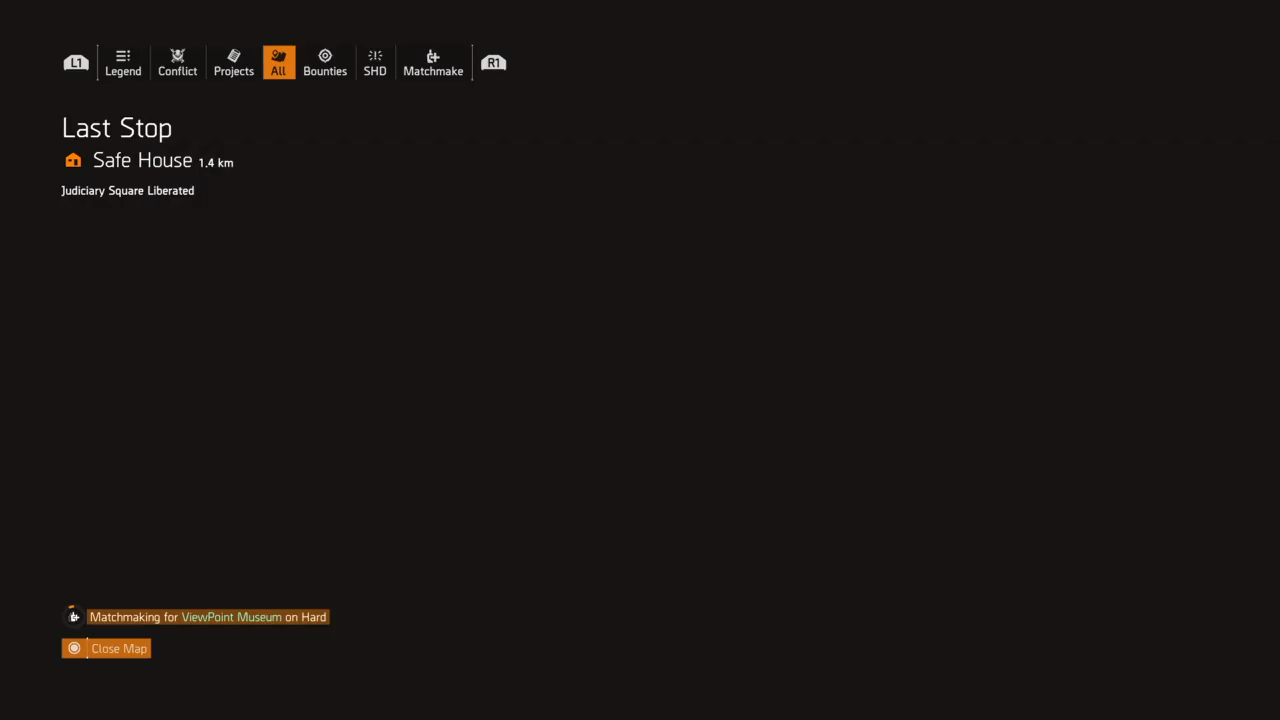 L1 Legend Conflict Projects All Bounties SHD Matchmake R1
Last Stop
Safe House 1.4 km
Judiciary Square Liberated
Matchmaking for ViewPoint Museum on Hard
Close Map